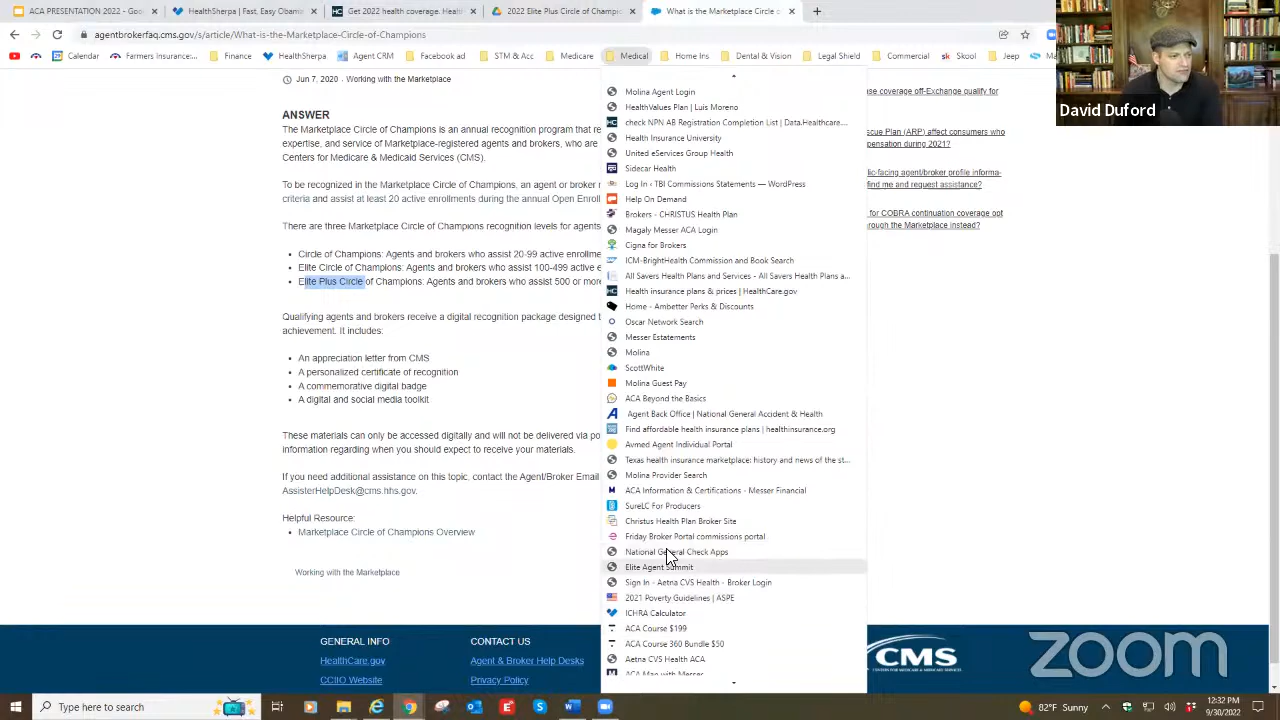 ACA PRESENTATION 2022 - Goo
HealthSherpa | Fast, Easy Obam
Get 2022 health coverage. Healt
2022 Elite Plus Circle of Champio
What is the Marketplace Circle o
agentbrokerfaq.cms.gov/s/article/What-is-the-Marketplace-Circle-of-Champions
Calendar
Farmers Insurance:...
Finance
HealthSherpa
Agent CRM
Facebook ad
STM & Acc
Medicare
Medical
Home Ins
Dental & Vision
Legal Shield
Commercial
Skool
Jeep
Ma
David Duford
Jun 7, 2020 · Working with the Marketplace
ANSWER
The Marketplace Circle of Champions is an annual recognition program that re
expertise, and service of Marketplace-registered agents and brokers, who are
Centers for Medicare & Medicaid Services (CMS).
To be recognized in the Marketplace Circle of Champions, an agent or broker r
criteria and assist at least 20 active enrollments during the annual Open Enroll
There are three Marketplace Circle of Champions recognition levels for agents
• Circle of Champions: Agents and brokers who assist 20-99 active enrollme
• Elite Circle of Champions: Agents and brokers who assist 100-499 active e
• Elite Plus Circle of Champions: Agents and brokers who assist 500 or more
Qualifying agents and brokers receive a digital recognition package designed t
achievement. It includes:
• An appreciation letter from CMS
• A personalized certificate of recognition
• A commemorative digital badge
• A digital and social media toolkit
These materials can only be accessed digitally and will not be delivered via po
information regarding when you should expect to receive your materials.
If you need additional assistance on this topic, contact the Agent/Broker Email
AssisterHelpDesk@cms.hhs.gov.
Helpful Resource:
• Marketplace Circle of Champions Overview
Working with the Marketplace
Molina Agent Login
HealthValues Plan | Luis Moreno
check NPN AB Registration Completion List | Data.Healthcare....
Health Insurance University
United eServices Group Health
Sidecar Health
Log In ‹ TBI Commissions Statements — WordPress
Help On Demand
Brokers - CHRISTUS Health Plan
Magaly Messer ACA Login
Cigna for Brokers
ICM-BrightHealth Commission and Book Search
All Savers Health Plans and Services - All Savers Health Plans a...
Health insurance plans & prices | HealthCare.gov
Home - Ambetter Perks & Discounts
Oscar Network Search
Messer Estatements
Molina
ScottWhite
Molina Guest Pay
ACA Beyond the Basics
Agent Back Office | National General Accident & Health
Find affordable health insurance plans | healthinsurance.org
Avmed Agent Individual Portal
Texas health insurance marketplace: history and news of the st...
Molina Provider Search
ACA Information & Certifications - Messer Financial
SureLC For Producers
Christus Health Plan Broker Site
Friday Broker Portal commissions portal
National General Check Apps
Elite Agent Summit
Sign In - Aetna CVS Health - Broker Login
2021 Poverty Guidelines | ASPE
ICHRA Calculator
ACA Course $199
ACA Course 360 Bundle $50
Aetna CVS Health ACA
ACA Map with Messer
se coverage off-Exchange qualify for
scue Plan (ARP) affect consumers who
pensation during 2021?
lic-facing agent/broker profile informa-
find me and request assistance?
for COBRA continuation coverage opt
rough the Marketplace instead?
GENERAL INFO
HealthCare.gov
CCIIO Website
CONTACT US
Agent & Broker Help Desks
Privacy Policy
CMS
CENTERS FOR MEDICARE & MEDICAID SERVICES
zoom
Type here to search
82°F Sunny
12:32 PM
9/30/2022